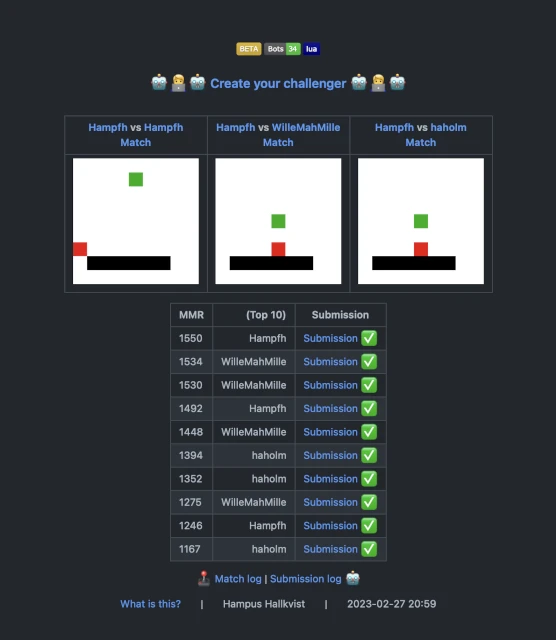 BETA Bots 34 lua
Create your challenger
Hampfh vs Hampfh
Match
Hampfh vs WilleMahMille
Match
Hampfh vs haholm
Match
MMR (Top 10) Submission
1550 Hampfh Submission ✅
1534 WilleMahMille Submission ✅
1530 WilleMahMille Submission ✅
1492 Hampfh Submission ✅
1448 WilleMahMille Submission ✅
1394 haholm Submission ✅
1352 haholm Submission ✅
1275 WilleMahMille Submission ✅
1246 Hampfh Submission ✅
1167 haholm Submission ✅
Match log | Submission log
What is this? | Hampus Hallkvist | 2023-02-27 20:59